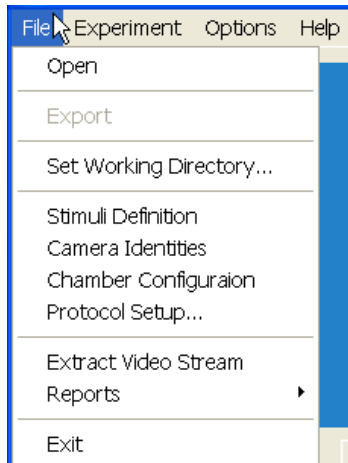 File Experiment Options Help
Open
Export
Set Working Directory...
Stimuli Definition
Camera Identities
Chamber Configuraion
Protocol Setup...
Extract Video Stream
Reports
Exit